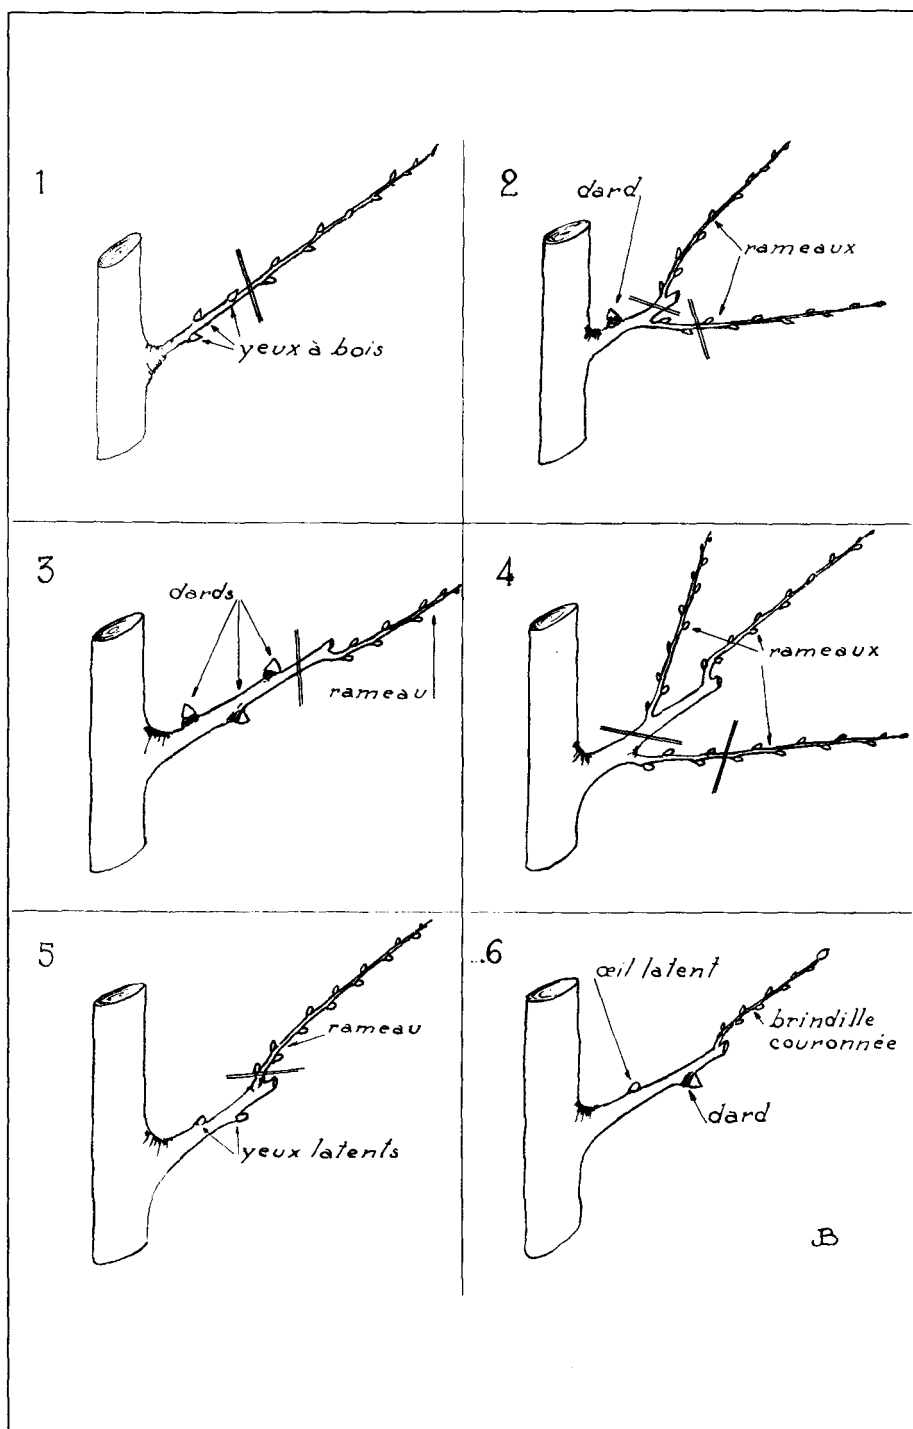 1
yeux à bois
2
dard
rameaux
3
dards
rameau
4
rameaux
5
rameau
yeux latents
6
œil latent
brindille
couronnée
dard
JB